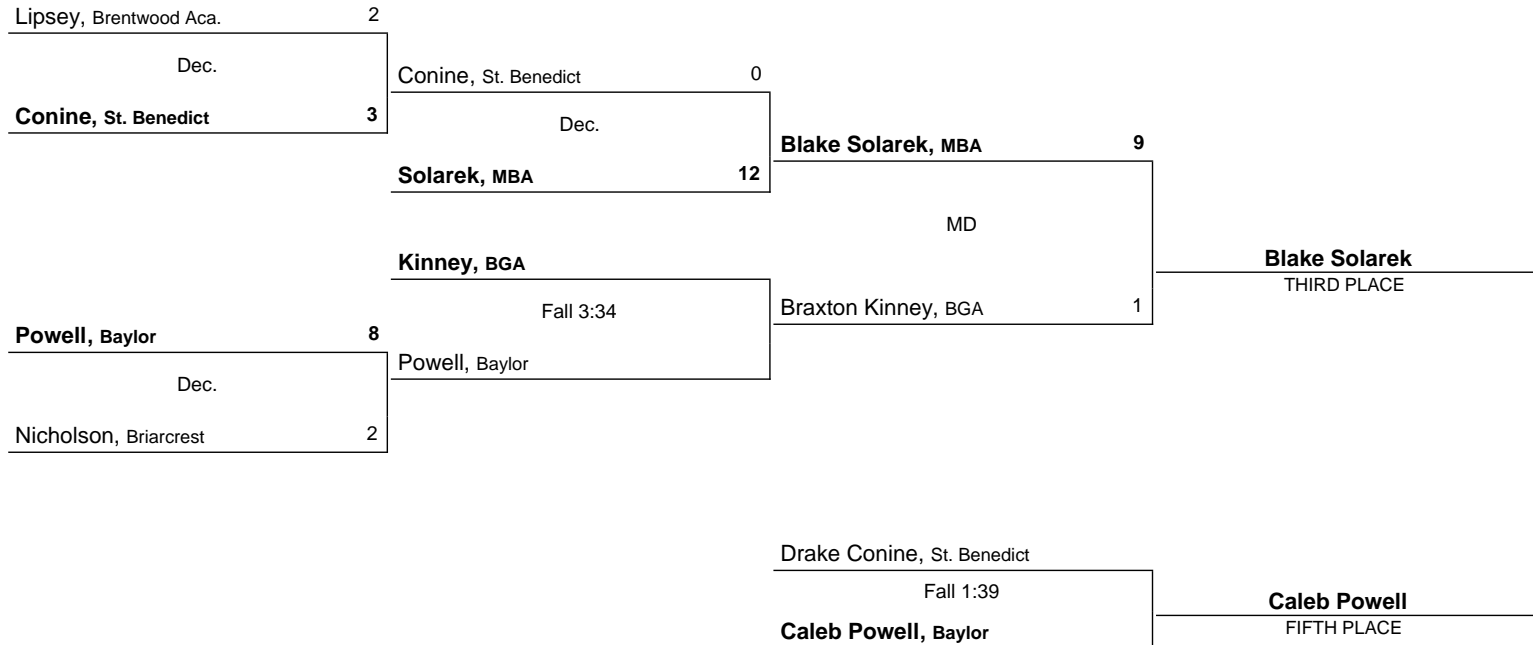 Lipsey, Brentwood Aca. 2
Dec.
Conine, St. Benedict 3
Conine, St. Benedict 0
Dec.
Solarek, MBA 12
Blake Solarek, MBA 9
MD
Braxton Kinney, BGA 1
Blake Solarek
THIRD PLACE
Kinney, BGA
Fall 3:34
Powell, Baylor
Powell, Baylor 8
Dec.
Nicholson, Briarcrest 2
Drake Conine, St. Benedict
Fall 1:39
Caleb Powell, Baylor
Caleb Powell
FIFTH PLACE